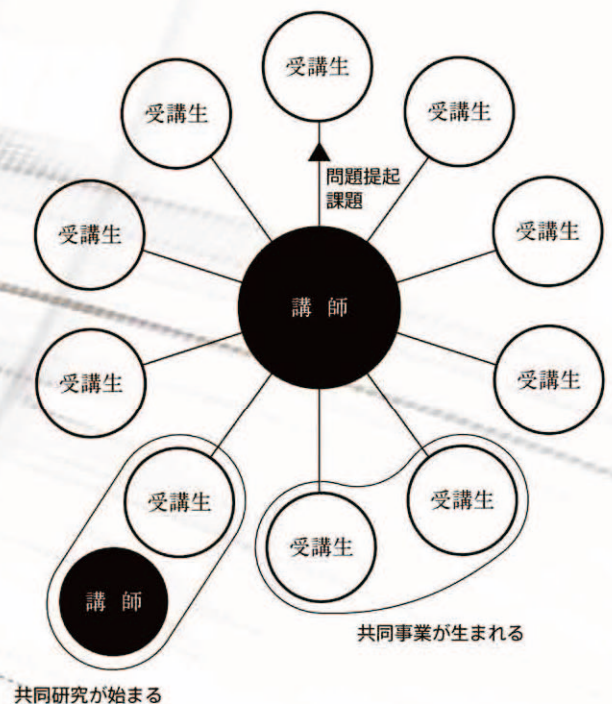 受講生
受講生
受講生
問題提起
課題
受講生
受講生
講 師
受講生
受講生
受講生
受講生
受講生
講 師
共同事業が生まれる
共同研究が始まる